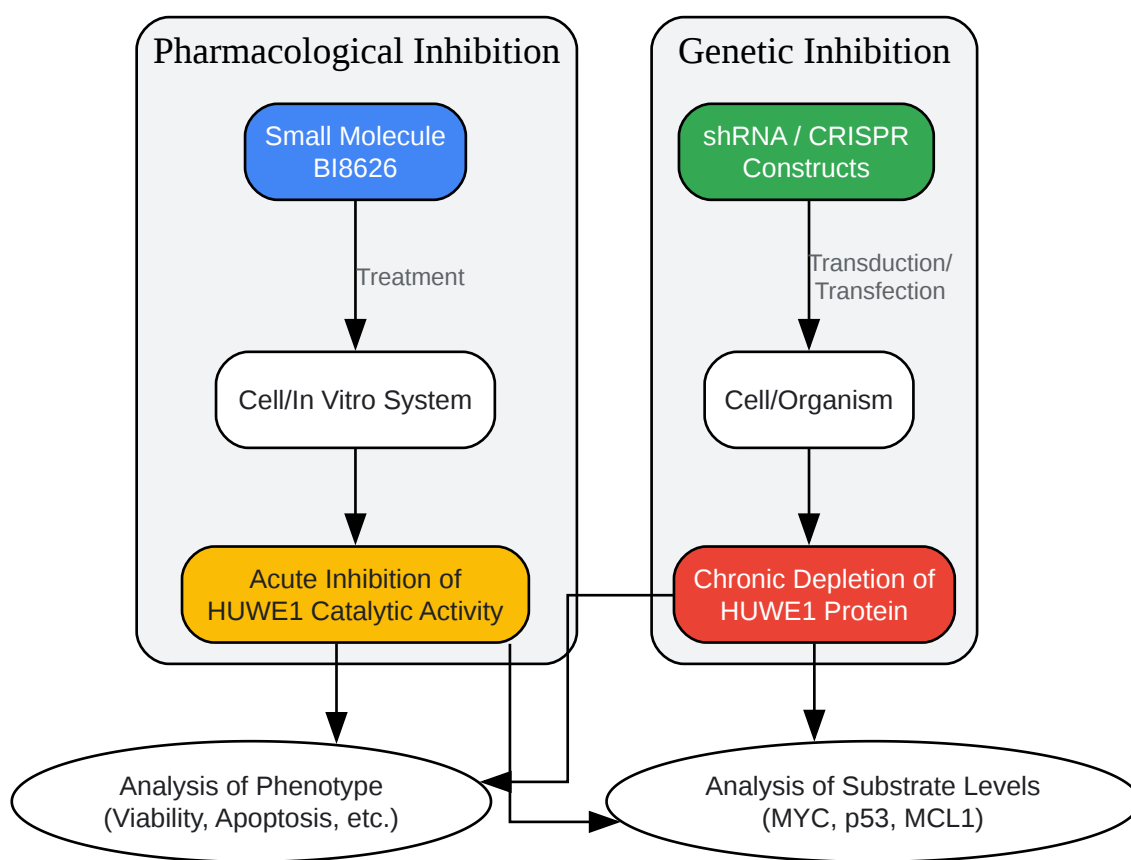 Pharmacological Inhibition
Genetic Inhibition
Small Molecule
BI8626
shRNA / CRISPR
Constructs
Treatment
Transduction/
Transfection
Cell/In Vitro System
Cell/Organism
Acute Inhibition of
HUWE1 Catalytic Activity
Chronic Depletion of
HUWE1 Protein
Analysis of Phenotype
(Viability, Apoptosis, etc.)
Analysis of Substrate Levels
(MYC, p53, MCL1)